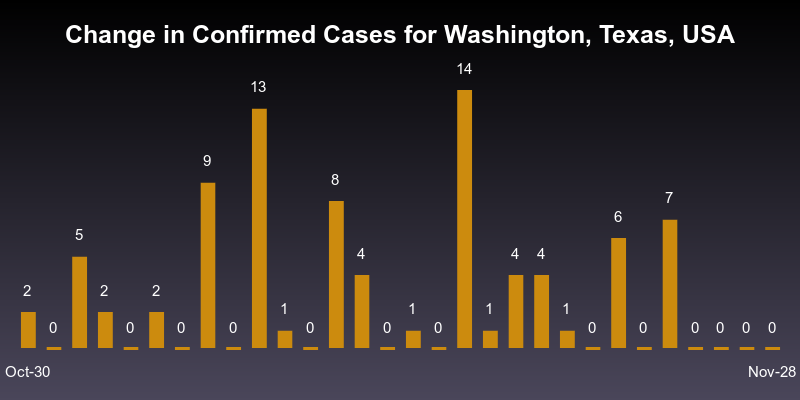 Change in Confirmed Cases for Washington, Texas, USA
2 0 5 2 0 2 0 9 0 13 1 0 8 4 0 1 0 14 1 4 4 1 0 6 0 7 0 0 0 0
Oct-30 Nov-28